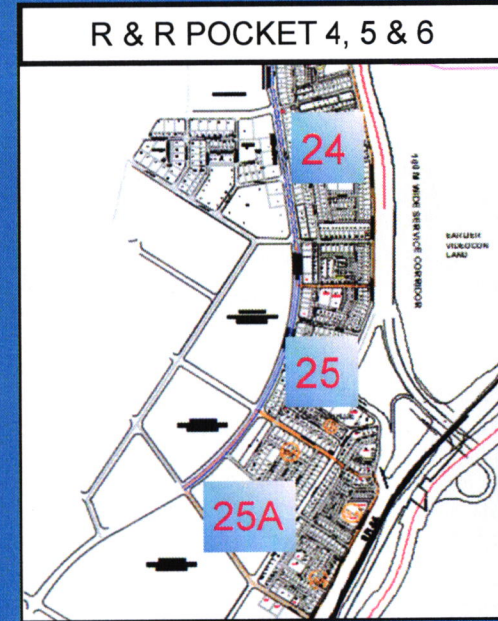 R & R POCKET 4, 5 & 6
24
100 M WIDE SERVICE CORRIDOR
EARLIER
VIDEOCON
LAND
25
25A